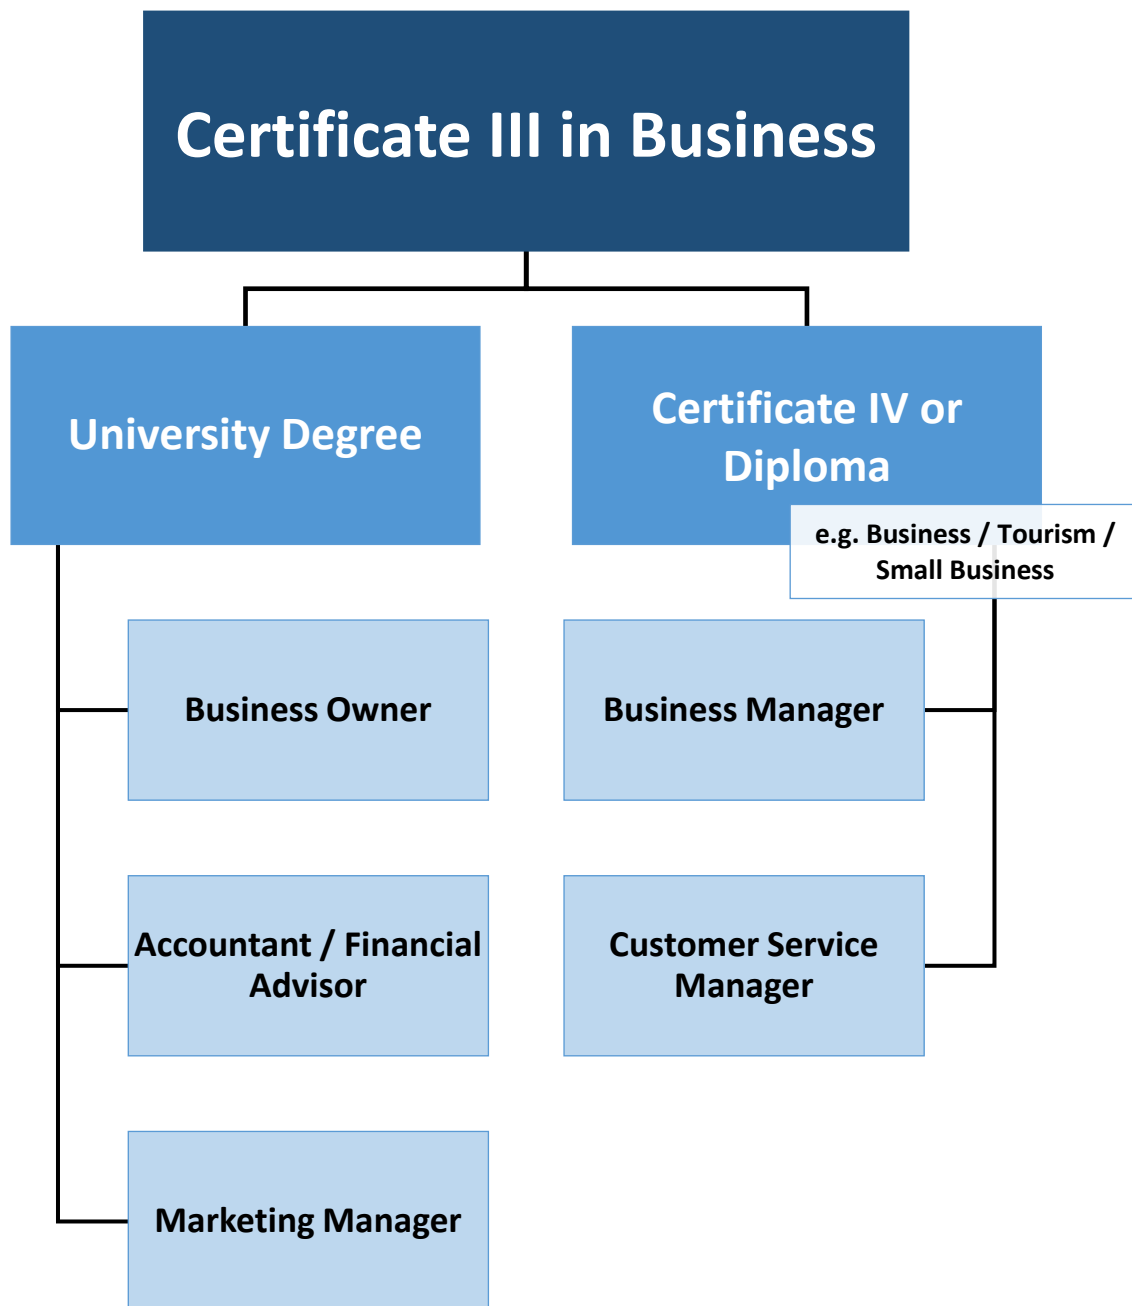 Certificate III in Business
University Degree
Certificate IV or
Diploma
e.g. Business / Tourism /
Small Business
Business Owner
Business Manager
Accountant / Financial
Advisor
Customer Service
Manager
Marketing Manager